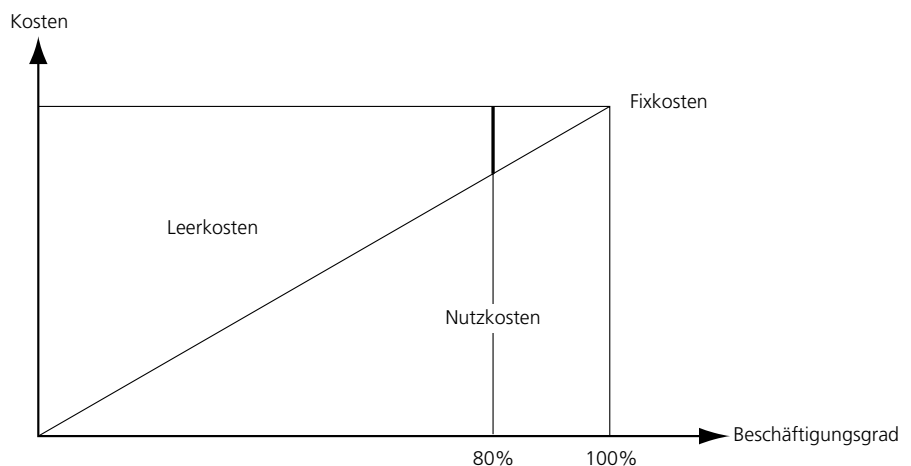 Kosten
Fixkosten
Leerkosten
Nutzkosten
Beschäftigungsgrad
80%
100%